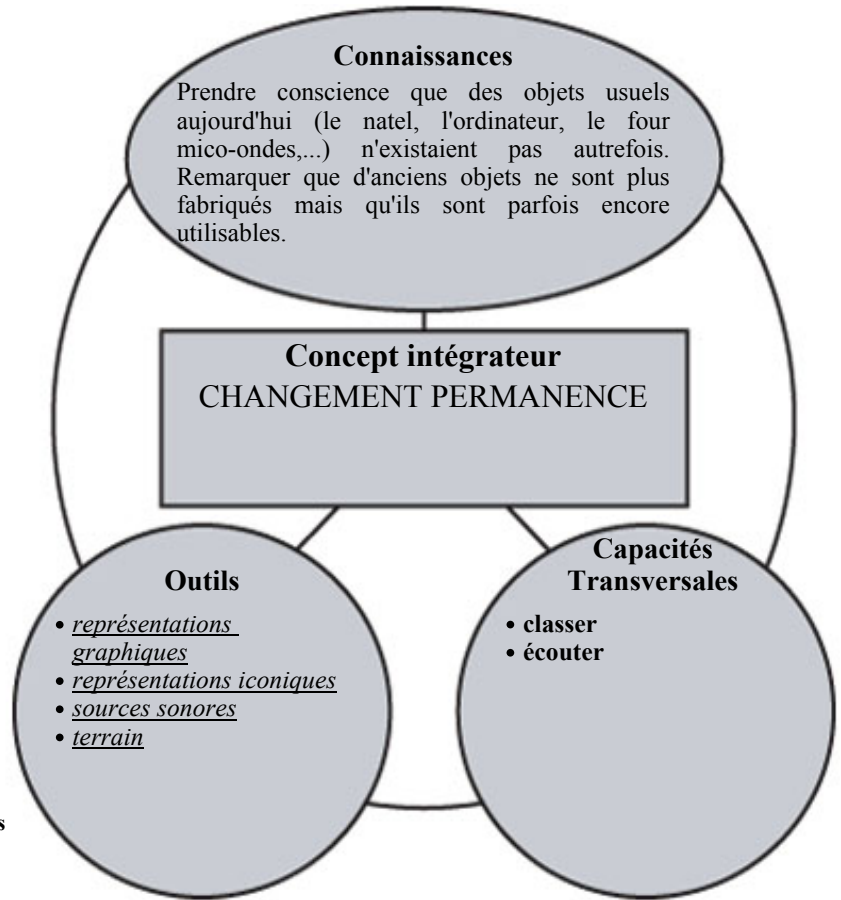 Connaissances
Prendre conscience que des objets usuels
aujourd'hui (le natel, l'ordinateur, le four
mico-ondes,...) n'existaient pas autrefois.
Remarquer que d'anciens objets ne sont plus
fabriqués mais qu'ils sont parfois encore
utilisables.
Concept intégrateur
CHANGEMENT PERMANENCE
Outils
• représentations
graphiques
• représentations iconiques
• sources sonores
• terrain
Capacités
Transversales
• classer
• écouter
s